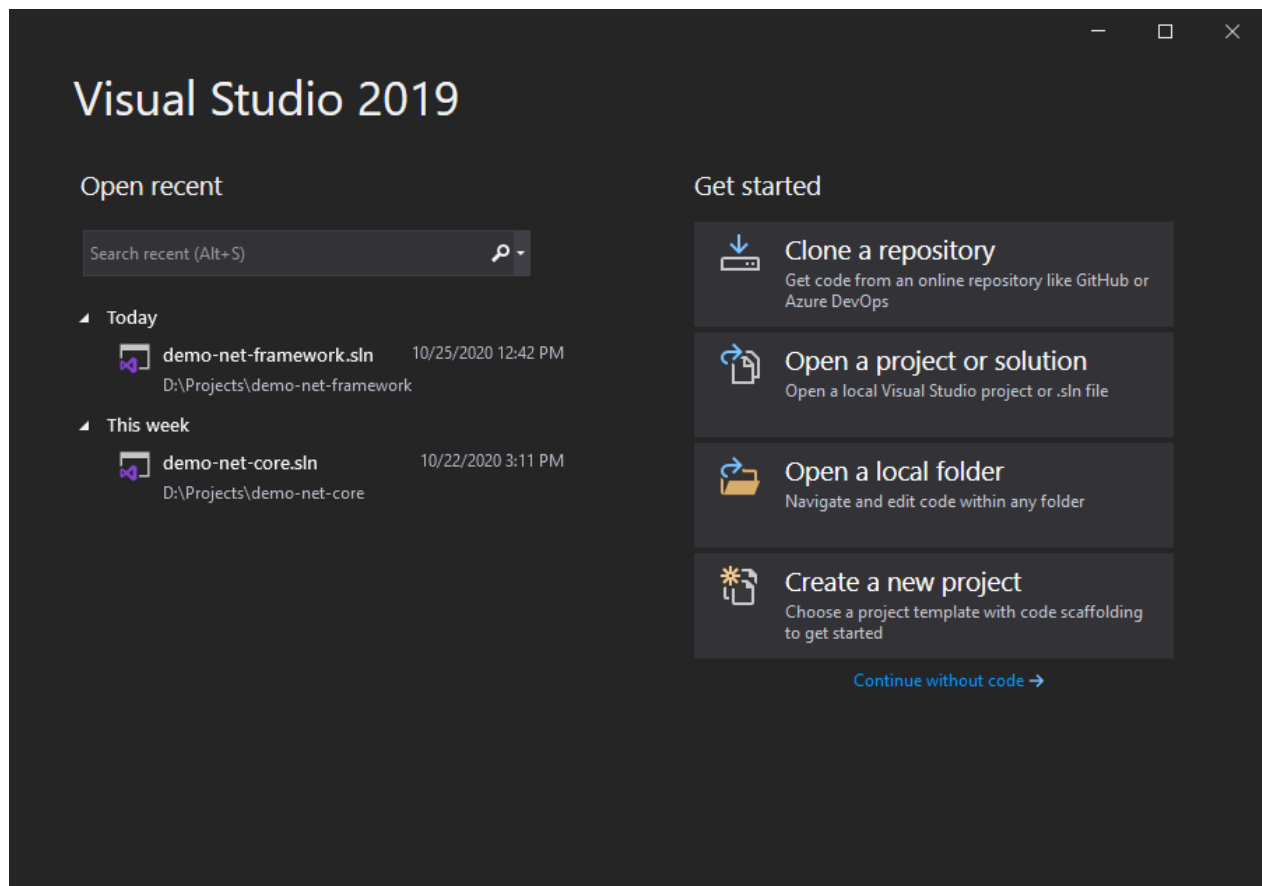 Visual Studio 2019
Open recent
Search recent (Alt+S)
Today
demo-net-framework.sln 10/25/2020 12:42 PM
D:\Projects\demo-net-framework
This week
demo-net-core.sln 10/22/2020 3:11 PM
D:\Projects\demo-net-core
Get started
Clone a repository
Get code from an online repository like GitHub or
Azure DevOps
Open a project or solution
Open a local Visual Studio project or .sln file
Open a local folder
Navigate and edit code within any folder
Create a new project
Choose a project template with code scaffolding
to get started
Continue without code →